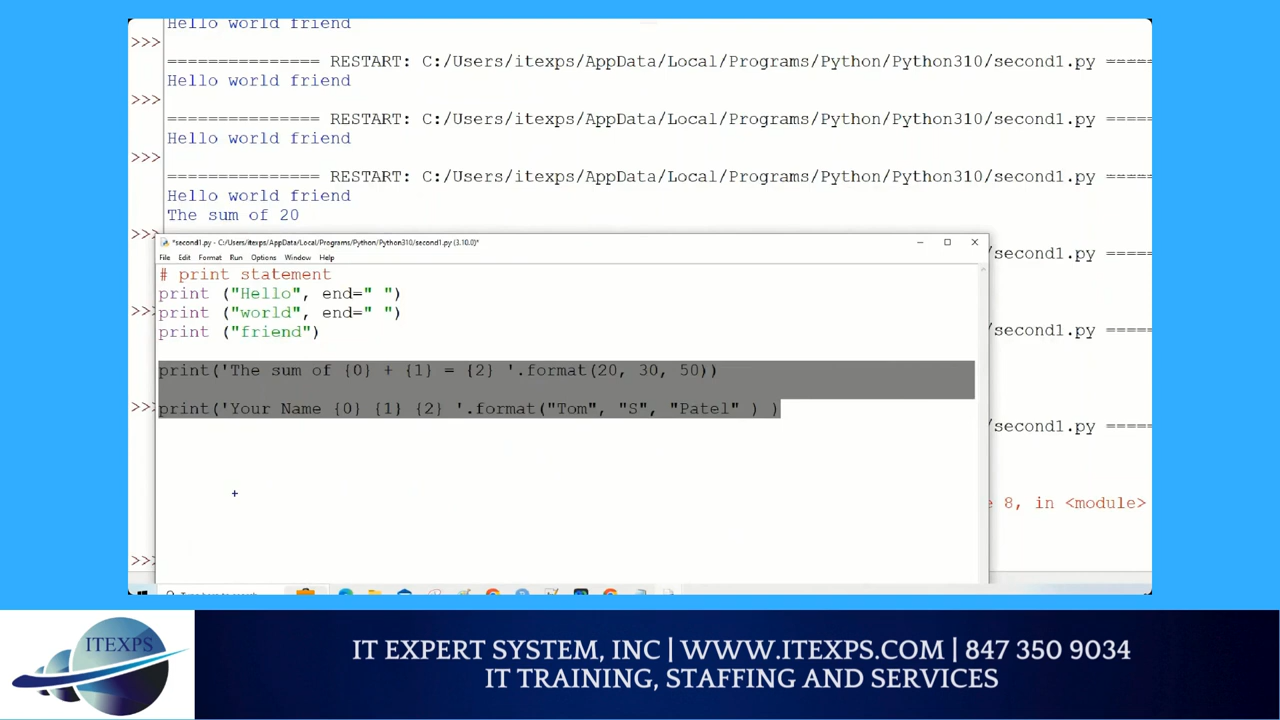 Hello world friend
>>>
=============== RESTART: C:/Users/itexps/AppData/Local/Programs/Python/Python310/second1.py =====
Hello world friend
>>>
=============== RESTART: C:/Users/itexps/AppData/Local/Programs/Python/Python310/second1.py =====
Hello world friend
>>>
=============== RESTART: C:/Users/itexps/AppData/Local/Programs/Python/Python310/second1.py =====
Hello world friend
The sum of 20
>>>
*second1.py - C:/Users/itexps/AppData/Local/Programs/Python/Python310/second1.py (3.10.0)*
/second1.py =====
File Edit Format Run Options Window Help
# print statement
print ("Hello", end=" ")
>>> print ("world", end=" ")
print ("friend")
/second1.py =====
print('The sum of {0} + {1} = {2} '.format(20, 30, 50))
>>> print('Your Name {0} {1} {2} '.format("Tom", "S", "Patel" ) )
/second1.py =====
e 8, in <module>
>>>
ITEXPS
IT EXPERT SYSTEM, INC | WWW.ITEXPS.COM | 847 350 9034
IT TRAINING, STAFFING AND SERVICES